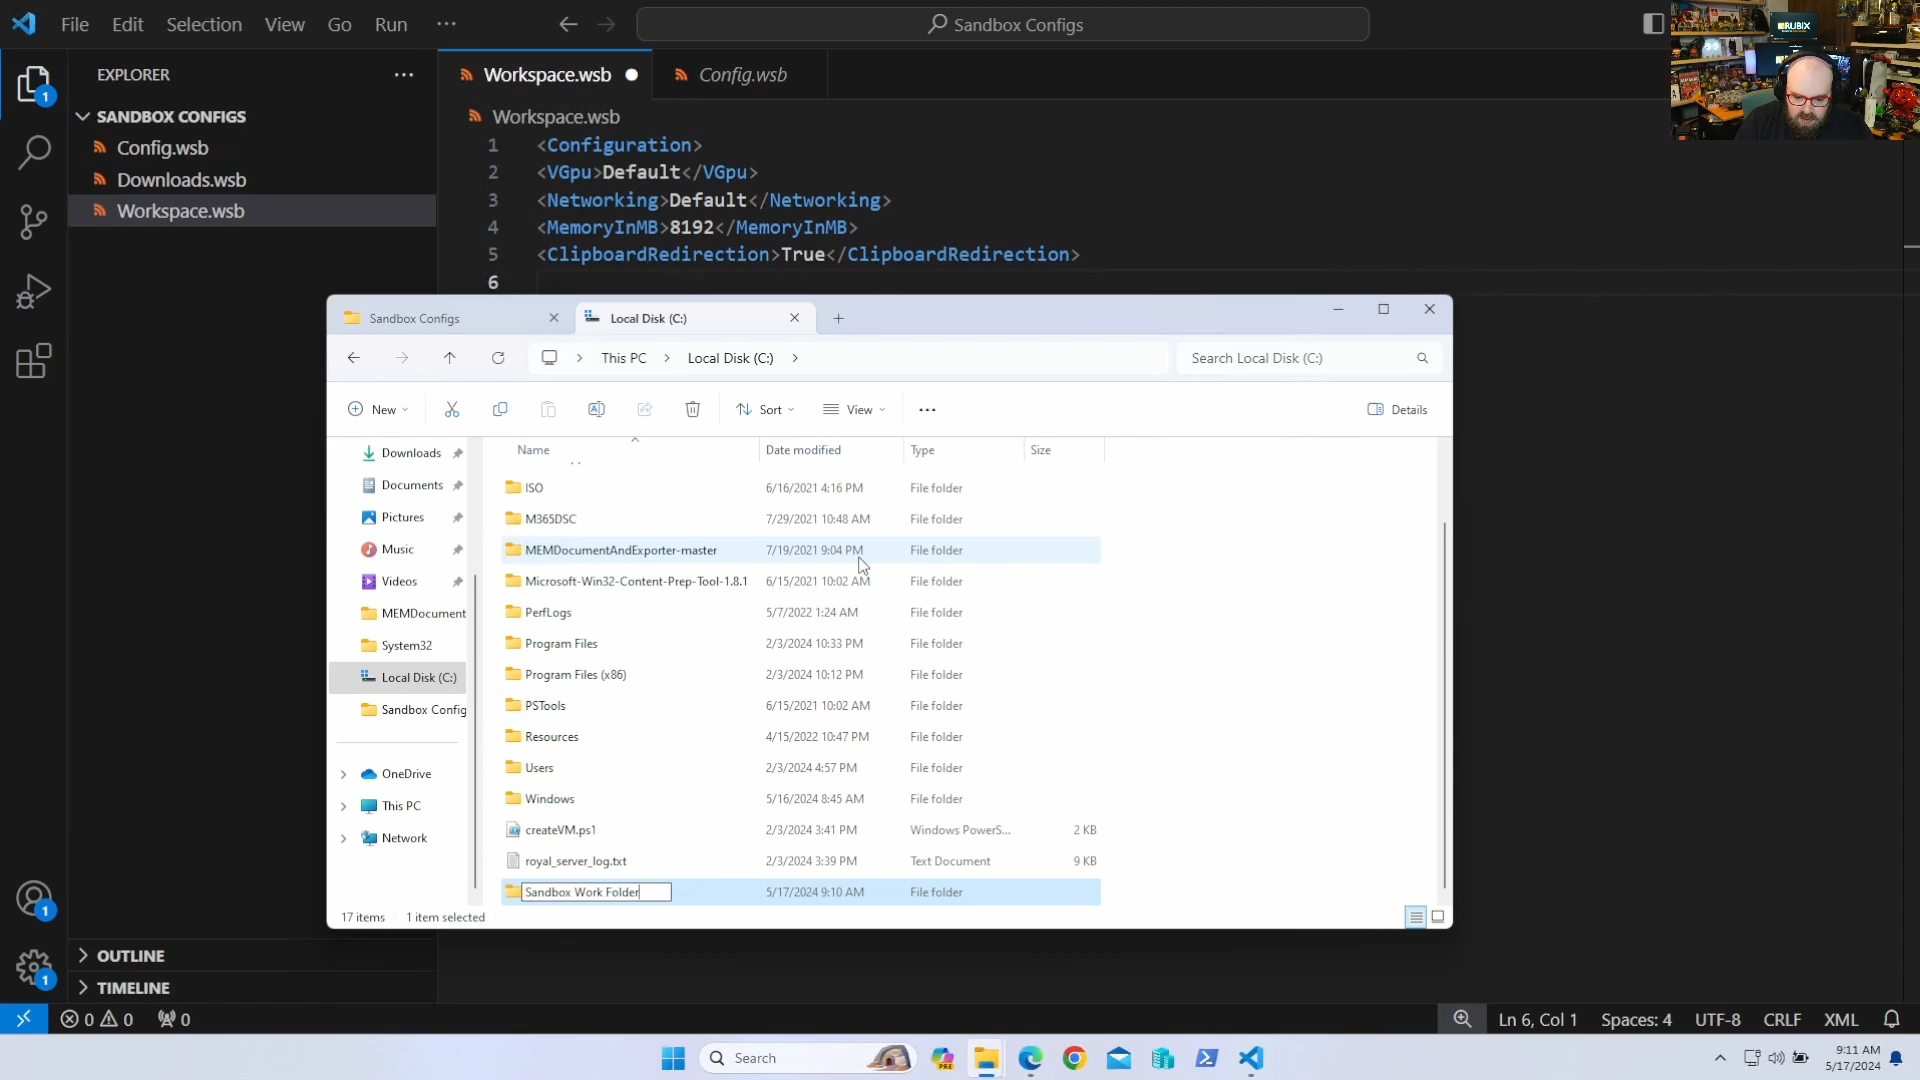 File Edit Selection View Go Run ···
Sandbox Configs
RUBIX
EXPLORER
SANDBOX CONFIGS
Config.wsb
Downloads.wsb
Workspace.wsb
OUTLINE
TIMELINE
1
1
1
Workspace.wsb
Config.wsb
Workspace.wsb
1 <Configuration>
2 <VGpu>Default</VGpu>
3 <Networking>Default</Networking>
4 <MemoryInMB>8192</MemoryInMB>
5 <ClipboardRedirection>True</ClipboardRedirection>
6
Sandbox Configs
Local Disk (C:)
This PC > Local Disk (C:) >
Search Local Disk (C:)
New
Sort
View
Details
Downloads
Documents
Pictures
Music
Videos
MEMDocument
System32
Local Disk (C:)
Sandbox Config
OneDrive
This PC
Network
Name Date modified Type Size
ISO 6/16/2021 4:16 PM File folder
M365DSC 7/29/2021 10:48 AM File folder
MEMDocumentAndExporter-master 7/19/2021 9:04 PM File folder
Microsoft-Win32-Content-Prep-Tool-1.8.1 6/15/2021 10:02 AM File folder
PerfLogs 5/7/2022 1:24 AM File folder
Program Files 2/3/2024 10:33 PM File folder
Program Files (x86) 2/3/2024 10:12 PM File folder
PSTools 6/15/2021 10:02 AM File folder
Resources 4/15/2022 10:47 PM File folder
Users 2/3/2024 4:57 PM File folder
Windows 5/16/2024 8:45 AM File folder
createVM.ps1 2/3/2024 3:41 PM Windows PowerS... 2 KB
royal_server_log.txt 2/3/2024 3:39 PM Text Document 9 KB
Sandbox Work Folder 5/17/2024 9:10 AM File folder
17 items 1 item selected
0 0 0
Ln 6, Col 1 Spaces: 4 UTF-8 CRLF XML
Search
PRE
9:11 AM
5/17/2024